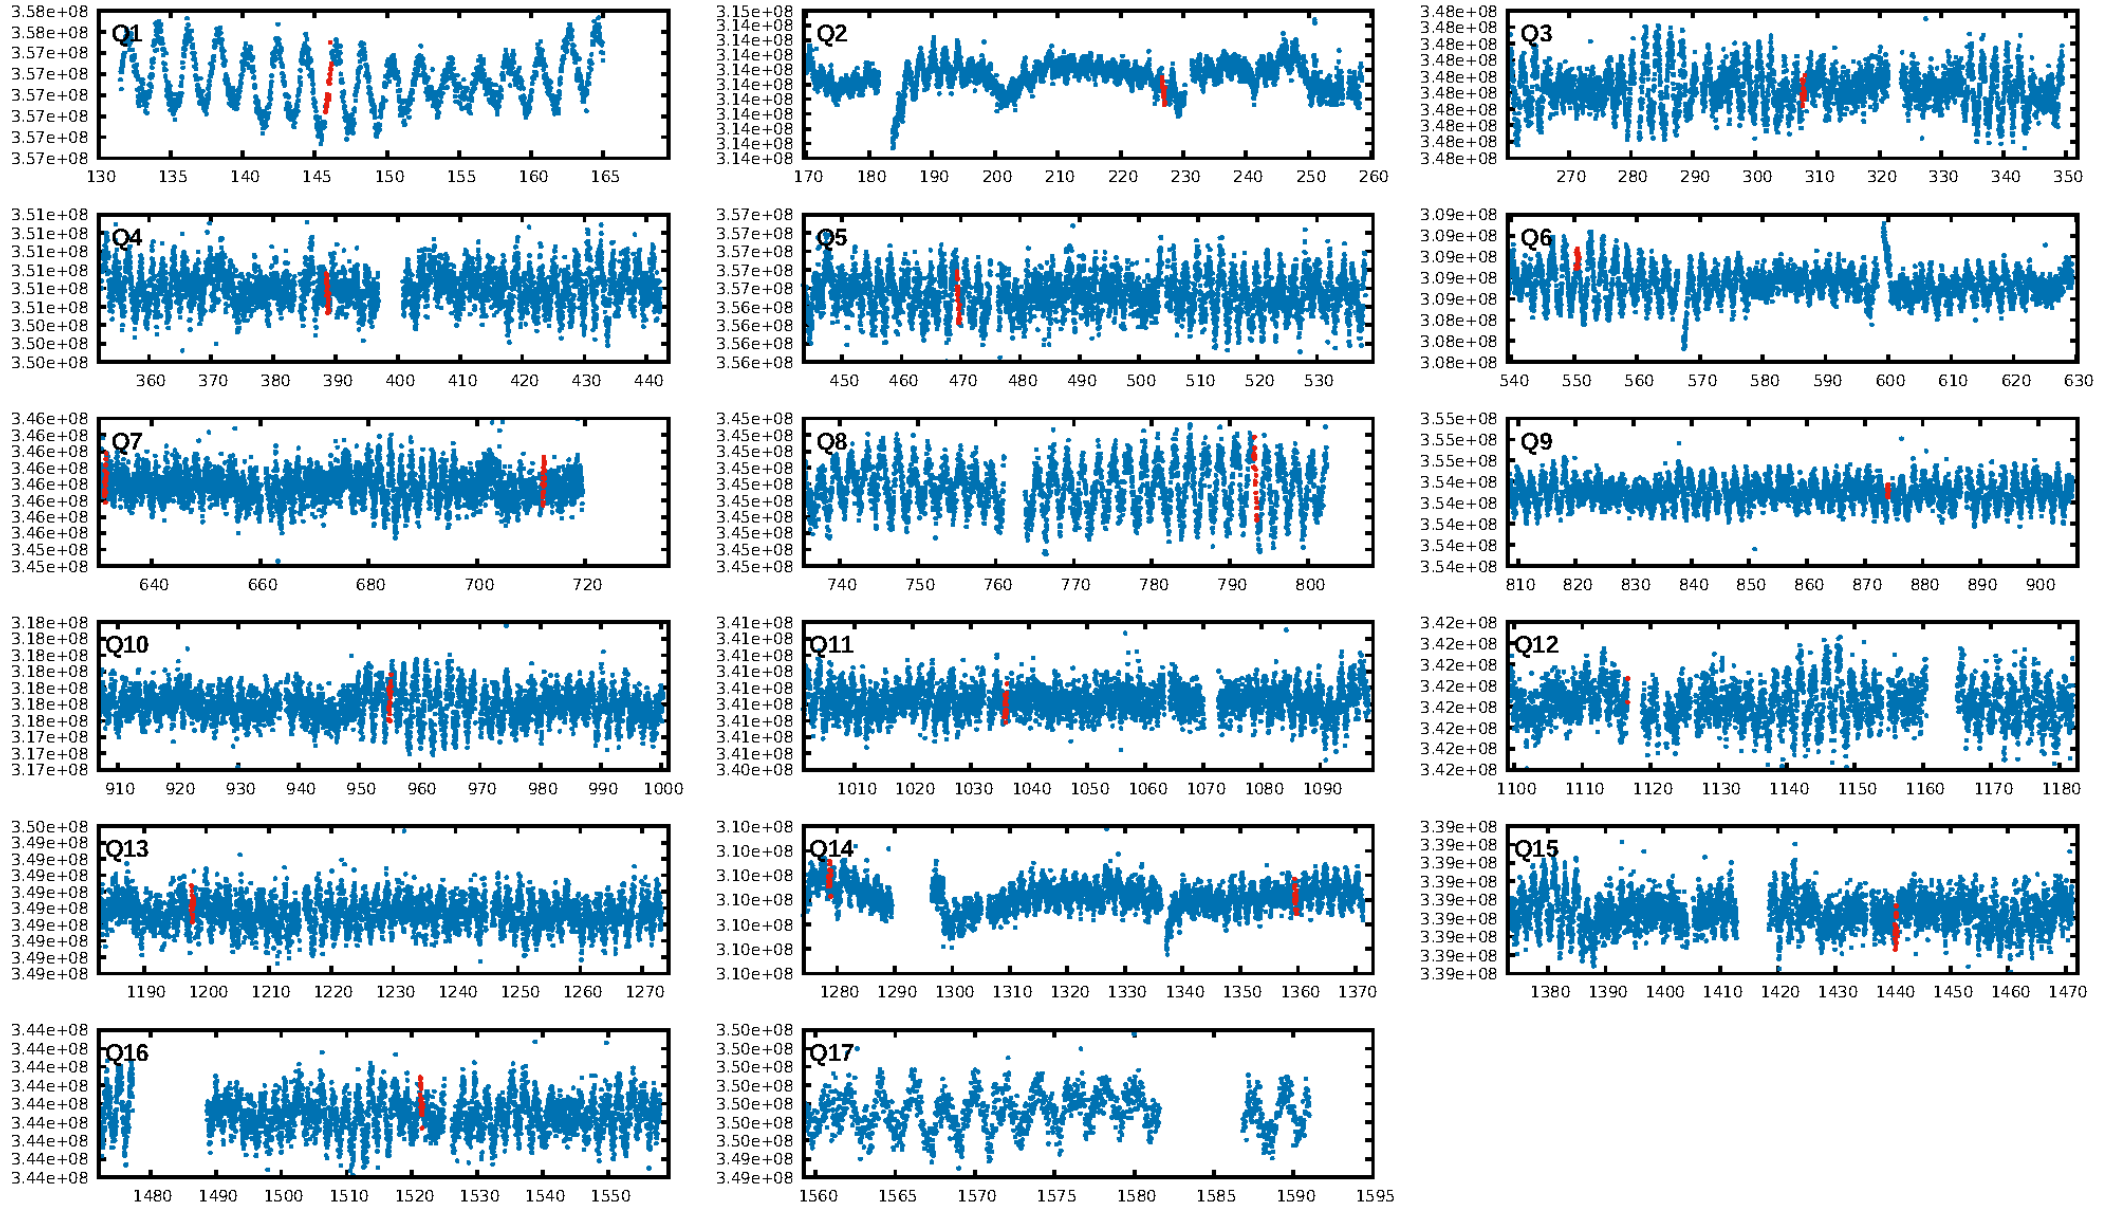 3.58e+08 3.58e+08 3.57e+08 3.57e+08 3.57e+08 3.57e+08 3.57e+08 3.57e+08
Q1
130 135 140 145 150 155 160 165
3.15e+08 3.14e+08 3.14e+08 3.14e+08 3.14e+08 3.14e+08 3.14e+08 3.14e+08 3.14e+08 3.14e+08 3.14e+08
Q2
170 180 190 200 210 220 230 240 250 260
3.48e+08 3.48e+08 3.48e+08 3.48e+08 3.48e+08 3.48e+08 3.48e+08 3.48e+08 3.48e+08 3.48e+08
Q3
270 280 290 300 310 320 330 340 350
3.51e+08 3.51e+08 3.51e+08 3.51e+08 3.51e+08 3.51e+08 3.50e+08 3.50e+08 3.50e+08
Q4
360 370 380 390 400 410 420 430 440
3.57e+08 3.57e+08 3.57e+08 3.57e+08 3.57e+08 3.56e+08 3.56e+08 3.56e+08 3.56e+08
Q5
450 460 470 480 490 500 510 520 530
3.09e+08 3.09e+08 3.09e+08 3.09e+08 3.09e+08 3.08e+08 3.08e+08 3.08e+08
Q6
540 550 560 570 580 590 600 610 620 630
3.46e+08 3.46e+08 3.46e+08 3.46e+08 3.46e+08 3.46e+08 3.46e+08 3.46e+08 3.45e+08 3.45e+08
Q7
640 660 680 700 720
3.45e+08 3.45e+08 3.45e+08 3.45e+08 3.45e+08 3.45e+08 3.45e+08 3.45e+08 3.45e+08 3.45e+08
Q8
740 750 760 770 780 790 800
3.55e+08 3.55e+08 3.55e+08 3.54e+08 3.54e+08 3.54e+08 3.54e+08 3.54e+08
Q9
810 820 830 840 850 860 870 880 890 900
3.18e+08 3.18e+08 3.18e+08 3.18e+08 3.18e+08 3.18e+08 3.18e+08 3.17e+08 3.17e+08 3.17e+08
Q10
910 920 930 940 950 960 970 980 990 1000
3.41e+08 3.41e+08 3.41e+08 3.41e+08 3.41e+08 3.41e+08 3.41e+08 3.41e+08 3.41e+08 3.40e+08
Q11
1010 1020 1030 1040 1050 1060 1070 1080 1090
3.42e+08 3.42e+08 3.42e+08 3.42e+08 3.42e+08 3.42e+08 3.42e+08 3.42e+08
Q12
1100 1110 1120 1130 1140 1150 1160 1170 1180
3.50e+08 3.49e+08 3.49e+08 3.49e+08 3.49e+08 3.49e+08 3.49e+08 3.49e+08 3.49e+08 3.49e+08
Q13
1190 1200 1210 1220 1230 1240 1250 1260 1270
3.10e+08 3.10e+08 3.10e+08 3.10e+08 3.10e+08 3.10e+08 3.10e+08
Q14
1280 1290 1300 1310 1320 1330 1340 1350 1360 1370
3.39e+08 3.39e+08 3.39e+08 3.39e+08 3.39e+08 3.39e+08 3.39e+08 3.39e+08 3.39e+08
Q15
1380 1390 1400 1410 1420 1430 1440 1450 1460 1470
3.44e+08 3.44e+08 3.44e+08 3.44e+08 3.44e+08 3.44e+08 3.44e+08 3.44e+08 3.44e+08
Q16
1480 1490 1500 1510 1520 1530 1540 1550
3.50e+08 3.50e+08 3.50e+08 3.50e+08 3.50e+08 3.50e+08 3.50e+08 3.49e+08 3.49e+08
Q17
1560 1565 1570 1575 1580 1585 1590 1595